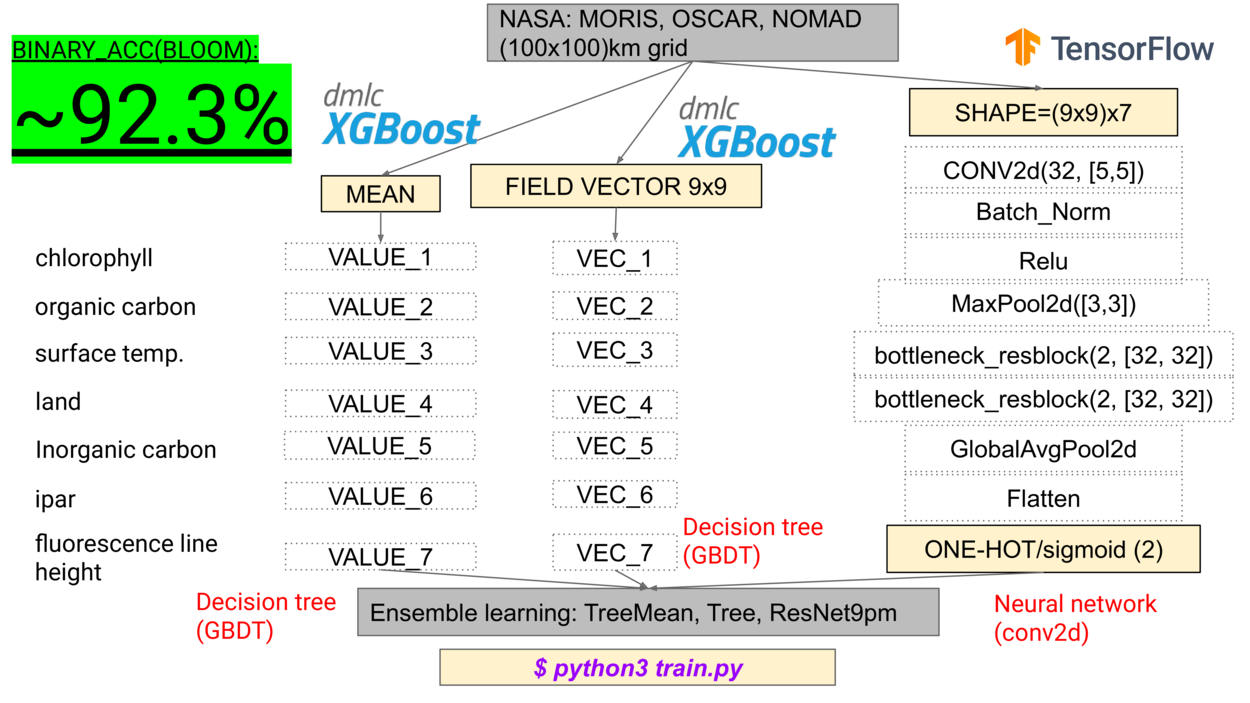 NASA: MORIS, OSCAR, NOMAD
(100x100)km grid
BINARY_ACC(BLOOM):
~92.3%
TensorFlow
dmlc
XGBoost
dmlc
XGBoost
SHAPE=(9x9)x7
MEAN
FIELD VECTOR 9x9
CONV2d(32, [5,5])
Batch_Norm
Relu
MaxPool2d([3,3])
bottleneck_resblock(2, [32, 32])
bottleneck_resblock(2, [32, 32])
GlobalAvgPool2d
Flatten
ONE-HOT/sigmoid (2)
chlorophyll
VALUE_1
VEC_1
organic carbon
VALUE_2
VEC_2
surface temp.
VALUE_3
VEC_3
land
VALUE_4
VEC_4
Inorganic carbon
VALUE_5
VEC_5
ipar
VALUE_6
VEC_6
fluorescence line
height
VALUE_7
VEC_7
Decision tree
(GBDT)
Decision tree
(GBDT)
Neural network
(conv2d)
Ensemble learning: TreeMean, Tree, ResNet9pm
$ python3 train.py